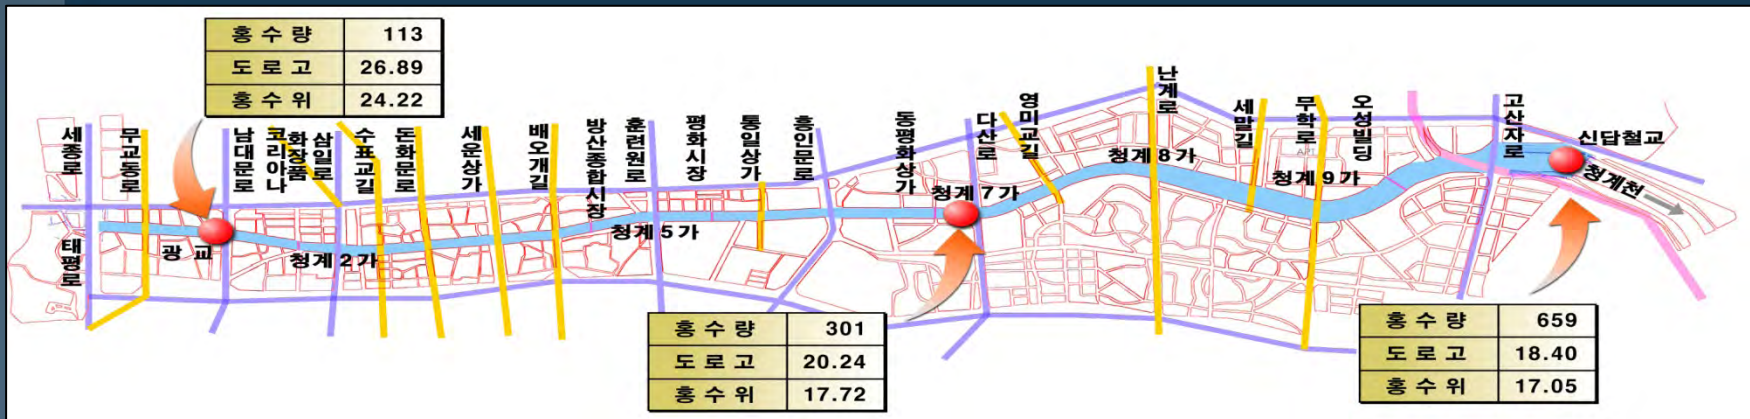 홍수량 113
도로고 26.89
홍수위 24.22
세종로
무교동로
남대문로
코리아나
화장품
삼일로
수표교길
돈화문로
세운상가
배오개길
방산종합시장
훈련원로
평화시장
통일상가
흥인문로
동평화상가
다산로
영미교길
난계로
세말길
무학로
오성빌딩
고산자로
신답철교
태평로
광교
청계2가
청계5가
청계7가
청계8가
청계9가
청계천
홍수량 301
도로고 20.24
홍수위 17.72
홍수량 659
도로고 18.40
홍수위 17.05